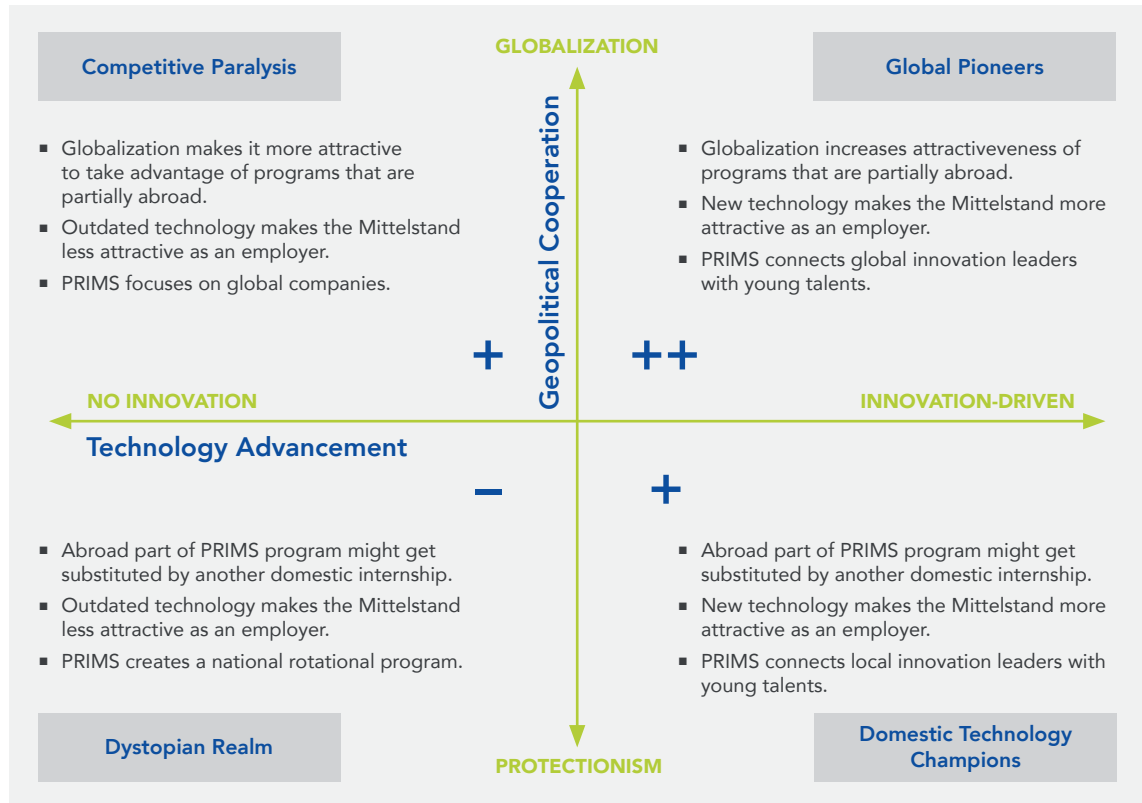 GLOBALIZATION
Competitive Paralysis
▪ Globalization makes it more attractive
to take advantage of programs that are
partially abroad.
▪ Outdated technology makes the Mittelstand
less attractive as an employer.
▪ PRIMS focuses on global companies.
+
Geopolitical Cooperation
Global Pioneers
▪ Globalization increases attractiveveness of
programs that are partially abroad.
▪ New technology makes the Mittelstand more
attractive as an employer.
▪ PRIMS connects global innovation leaders
with young talents.
++
NO INNOVATION
INNOVATION-DRIVEN
Technology Advancement
–
▪ Abroad part of PRIMS program might get
substituted by another domestic internship.
▪ Outdated technology makes the Mittelstand
less attractive as an employer.
▪ PRIMS creates a national rotational program.
Dystopian Realm
+
▪ Abroad part of PRIMS program might get
substituted by another domestic internship.
▪ New technology makes the Mittelstand more
attractive as an employer.
▪ PRIMS connects local innovation leaders with
young talents.
Domestic Technology
Champions
PROTECTIONISM